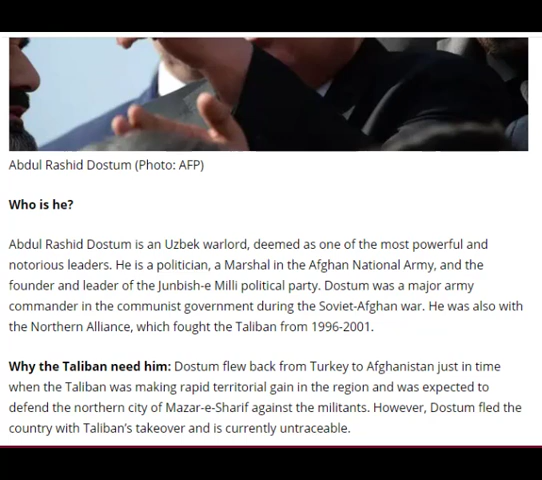 Abdul Rashid Dostum (Photo: AFP)
Who is he?
Abdul Rashid Dostum is an Uzbek warlord, deemed as one of the most powerful and
notorious leaders. He is a politician, a Marshal in the Afghan National Army, and the
founder and leader of the Junbish-e Milli political party. Dostum was a major army
commander in the communist government during the Soviet-Afghan war. He was also with
the Northern Alliance, which fought the Taliban from 1996-2001.
Why the Taliban need him: Dostum flew back from Turkey to Afghanistan just in time
when the Taliban was making rapid territorial gain in the region and was expected to
defend the northern city of Mazar-e-Sharif against the militants. However, Dostum fled the
country with Taliban's takeover and is currently untraceable.